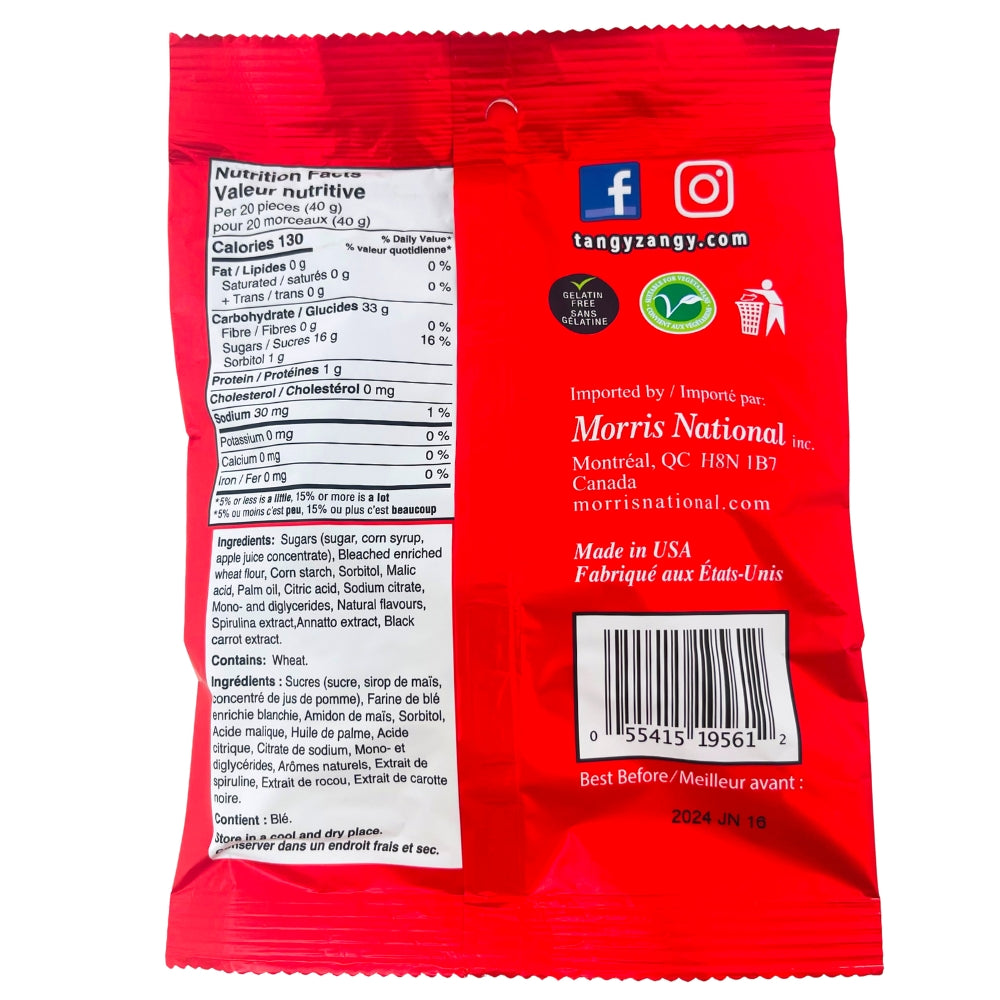 Nutrition Facts
Valeur nutritive
Per 20 pieces (40 g)
pour 20 morceaux (40 g)
Calories 130
% Daily Value*
% valeur quotidienne*
Fat / Lipides 0 g 0 %
Saturated / saturés 0 g
+ Trans / trans 0 g 0 %
Carbohydrate / Glucides 33 g
Fibre / Fibres 0 g 0 %
Sugars / Sucres 16 g 16 %
Sorbitol 1 g
Protein / Protéines 1 g
Cholesterol / Cholestérol 0 mg
Sodium 30 mg 1 %
Potassium 0 mg 0 %
Calcium 0 mg 0 %
Iron / Fer 0 mg 0 %
*5% or less is a little, 15% or more is a lot
*5% ou moins c'est peu, 15% ou plus c'est beaucoup
Ingredients: Sugars (sugar, corn syrup,
apple juice concentrate), Bleached enriched
wheat flour, Corn starch, Sorbitol, Malic
acid, Palm oil, Citric acid, Sodium citrate,
Mono- and diglycerides, Natural flavours,
Spirulina extract,Annatto extract, Black
carrot extract.
Contains: Wheat.
Ingrédients : Sucres (sucre, sirop de maïs,
concentré de jus de pomme), Farine de blé
enrichie blanchie, Amidon de maïs, Sorbitol,
Acide malique, Huile de palme, Acide
citrique, Citrate de sodium, Mono- et
diglycérides, Arômes naturels, Extrait de
spiruline, Extrait de rocou, Extrait de carotte
noire.
Contient : Blé.
Store in a cool and dry place.
Conserver dans un endroit frais et sec.
f
tangyzangy.com
GELATIN
FREE
SANS
GÉLATINE
SUITABLE FOR VEGETARIANS
CONVIENT AUX VÉGÉTARIENS
Imported by / Importé par:
Morris National inc.
Montréal, QC H8N 1B7
Canada
morrisnational.com
Made in USA
Fabriqué aux États-Unis
0 55415 19561 2
Best Before/Meilleur avant :
2024 JN 16